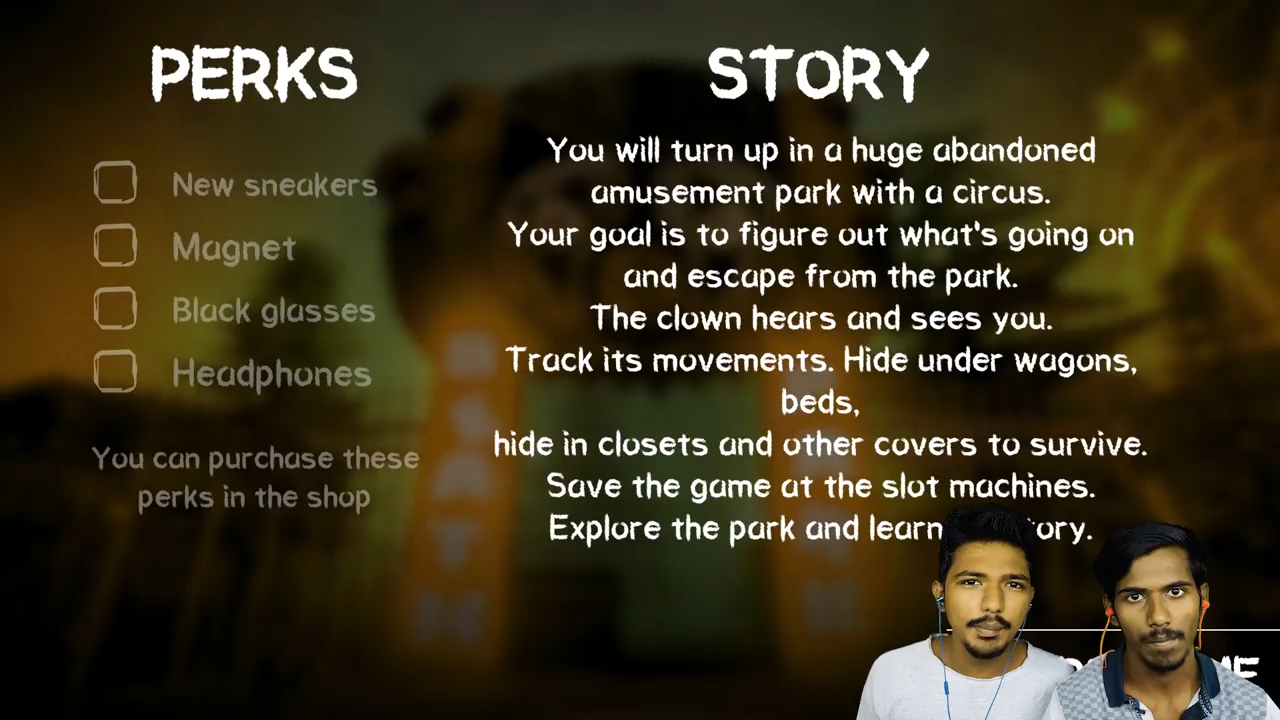 PERKS
New sneakers
Magnet
Black glasses
Headphones
You can purchase these
perks in the shop
STORY
You will turn up in a huge abandoned
amusement park with a circus.
Your goal is to figure out what's going on
and escape from the park.
The clown hears and sees you.
Track its movements. Hide under wagons,
beds,
hide in closets and other covers to survive.
Save the game at the slot machines.
Explore the park and learn